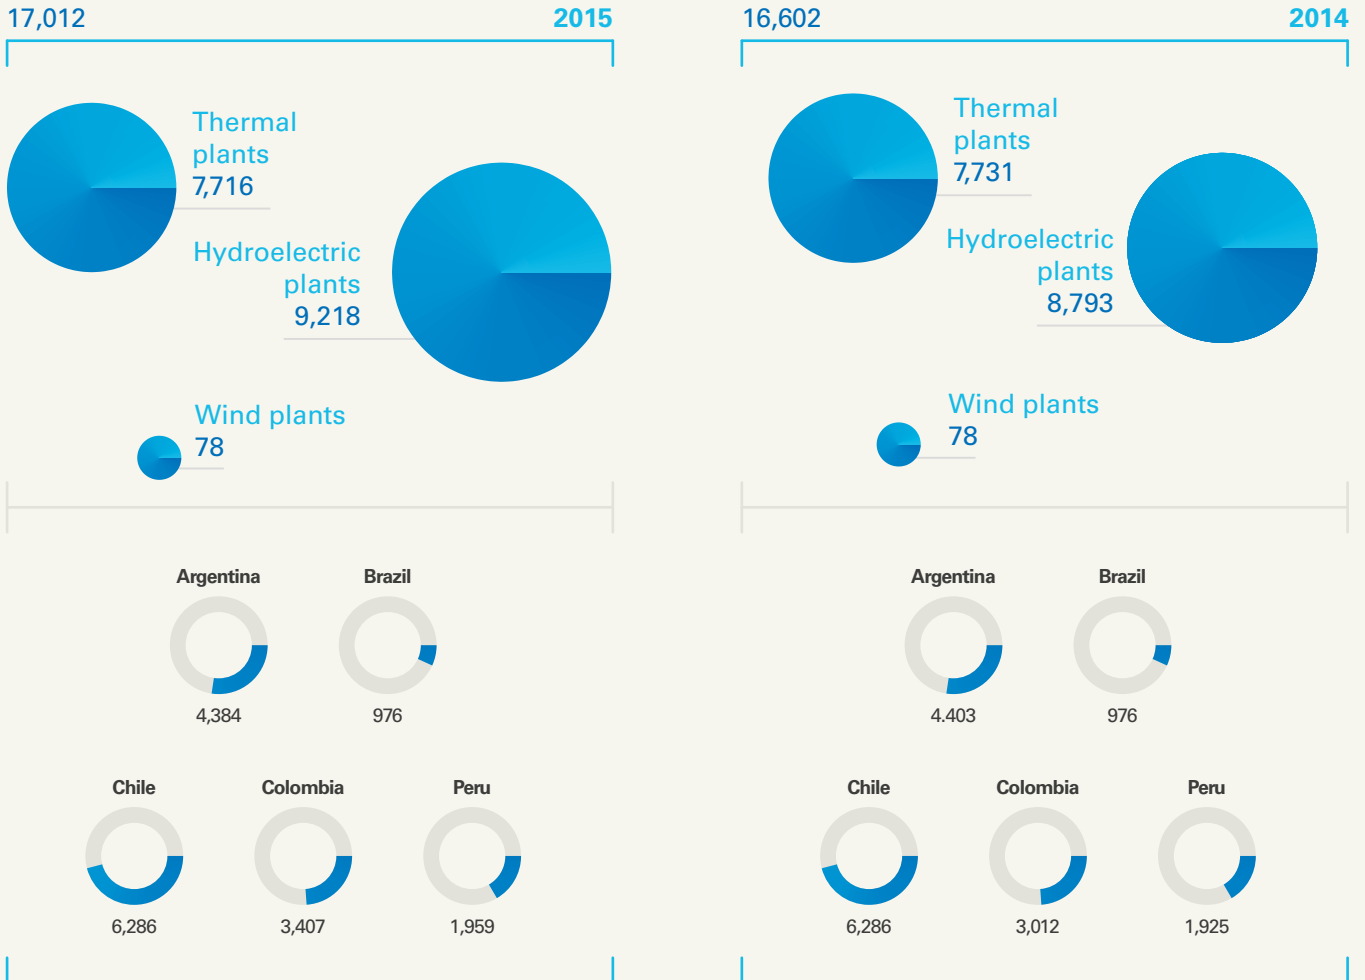 17,012
2015
Thermal
plants
7,716
Hydroelectric
plants
9,218
Wind plants
78
Argentina
Brazil
4,384
976
Chile
Colombia
Peru
6,286
3,407
1,959
16,602
2014
Thermal
plants
7,731
Hydroelectric
plants
8,793
Wind plants
78
Argentina
Brazil
4.403
976
Chile
Colombia
Peru
6,286
3,012
1,925